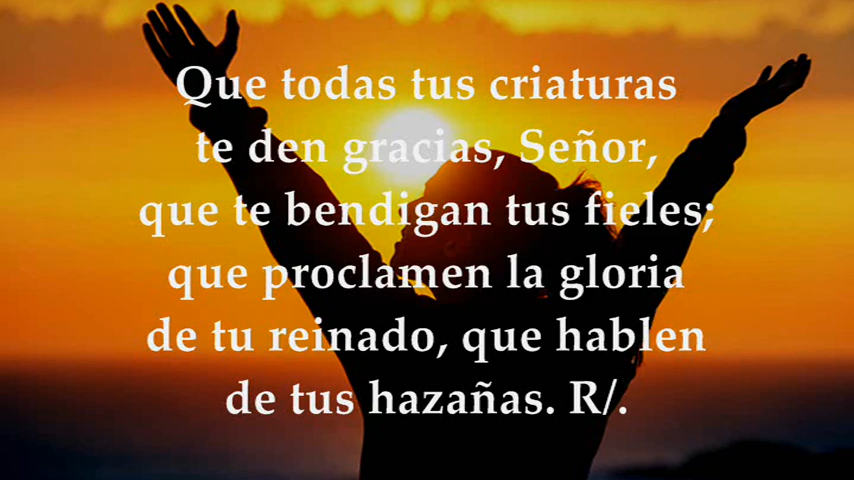 Que todas tus criaturas
te den gracias, Señor,
que te bendigan tus fieles;
que proclamen la gloria
de tu reinado, que hablen
de tus hazañas. R/.